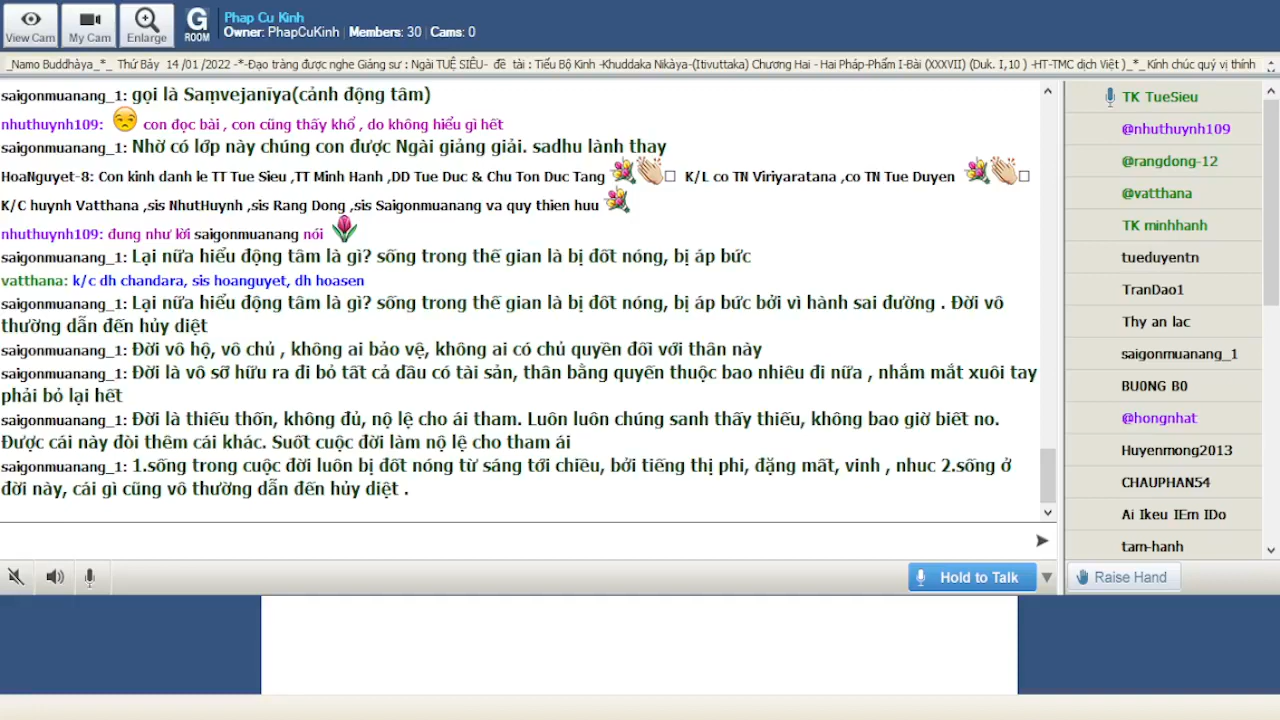 View Cam
My Cam
Enlarge
G
ROOM
Phap Cu Kinh
Owner: PhapCuKinh | Members: 30 | Cams: 0
_Namo Buddhàya_*_ Thứ Bảy 14 /01 /2022 -*-Đạo tràng được nghe Giảng sư : Ngài TUỆ SIÊU- đề tài : Tiểu Bộ Kinh -Khuddaka Nikàya-(Itivuttaka) Chương Hai - Hai Pháp-Phẩm I-Bài (XXXVII) (Duk. I,10 ) -HT-TMC dịch Việt )_*_Kính chúc quý vị thính
saigonmuanang_1: gọi là Saṃvejanīya(cảnh động tâm)
nhuthuynh109: con đọc bài , con cũng thấy khổ , do không hiểu gì hết
saigonmuanang_1: Nhờ có lớp này chúng con được Ngài giảng giải. sadhu lành thay
HoaNguyet-8: Con kinh danh le TT Tue Sieu ,TT Minh Hanh ,DD Tue Duc & Chu Ton Duc Tang K/L co TN Viriyaratana ,co TN Tue Duyen
K/C huynh Vatthana ,sis NhutHuynh ,sis Rang Dong ,sis Saigonmuanang va quy thien huu
nhuthuynh109: đung như lời saigonmuanang nói
saigonmuanang_1: Lại nữa hiểu động tâm là gì? sống trong thế gian là bị đốt nóng, bị áp bức
vatthana: k/c dh chandara, sis hoanguyet, dh hoasen
saigonmuanang_1: Lại nữa hiểu động tâm là gì? sống trong thế gian là bị đốt nóng, bị áp bức bởi vì hành sai đường . Đời vô
thường dẫn đến hủy diệt
saigonmuanang_1: Đời vô hộ, vô chủ , không ai bảo vệ, không ai có chủ quyền đối với thân này
saigonmuanang_1: Đời là vô sỡ hữu ra đi bỏ tất cả dầu có tài sản, thân bằng quyến thuộc bao nhiêu đi nữa , nhắm mắt xuôi tay
phải bỏ lại hết
saigonmuanang_1: Đời là thiếu thốn, không đủ, nộ lệ cho ái tham. Luôn luôn chúng sanh thấy thiếu, không bao giờ biết no.
Được cái này đòi thêm cái khác. Suốt cuộc đời làm nộ lệ cho tham ái
saigonmuanang_1: 1.sống trong cuộc đời luôn bị đốt nóng từ sáng tới chiều, bởi tiếng thị phi, đặng mất, vinh , nhuc 2.sống ở
đời này, cái gì cũng vô thường dẫn đến hủy diệt .
Hold to Talk
TK TueSieu
@nhuthuynh109
@rangdong-12
@vatthana
TK minhhanh
tueduyentn
TranDao1
Thy an lac
saigonmuanang_1
BU0NG B0
@hongnhat
Huyenmong2013
CHAUPHAN54
Ai Ikeu IEm IDo
tam-hanh
Raise Hand